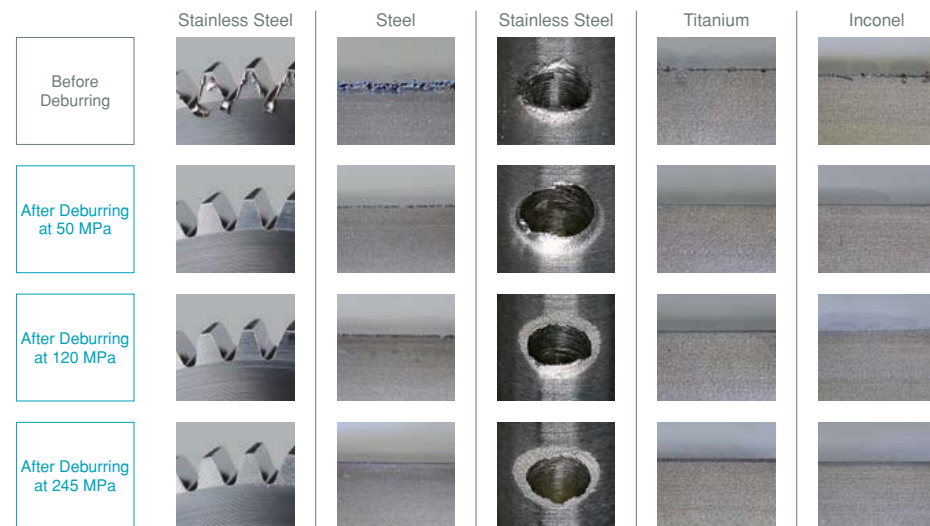 Stainless Steel
Steel
Stainless Steel
Titanium
Inconel
Before
Deburring
After Deburring
at 50 MPa
After Deburring
at 120 MPa
After Deburring
at 245 MPa